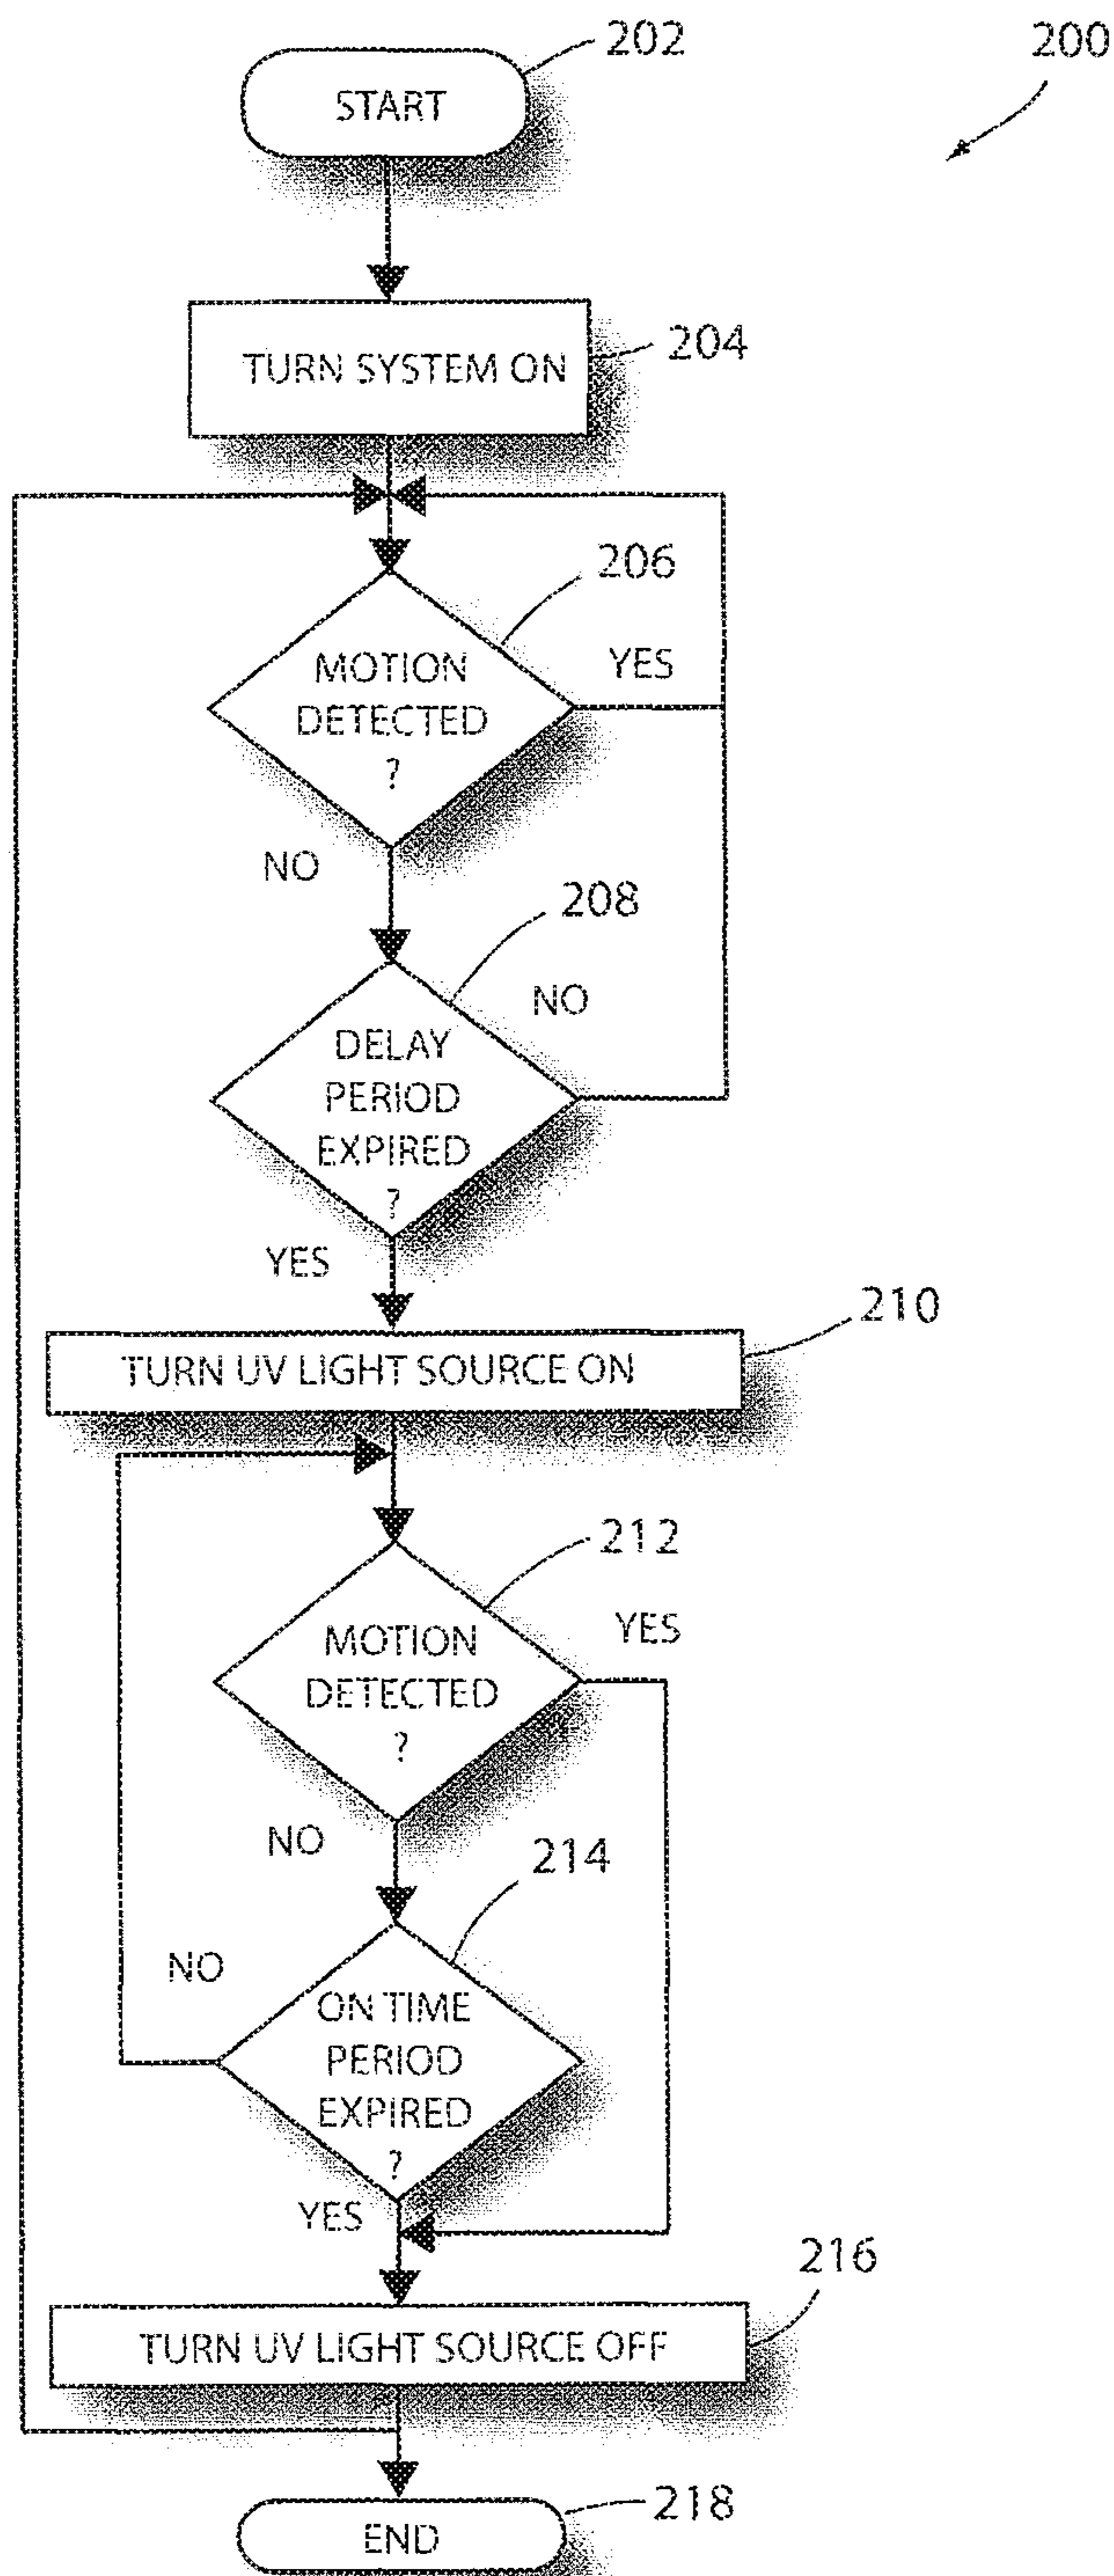 202
200
START
TURN SYSTEM ON
204
206
MOTION
DETECTED
?
YES
NO
208
NO
DELAY
PERIOD
EXPIRED
?
YES
210
TURN UV LIGHT SOURCE ON
212
YES
MOTION
DETECTED
?
NO
214
NO
ON TIME
PERIOD
EXPIRED
?
YES
216
TURN UV LIGHT SOURCE OFF
218
END